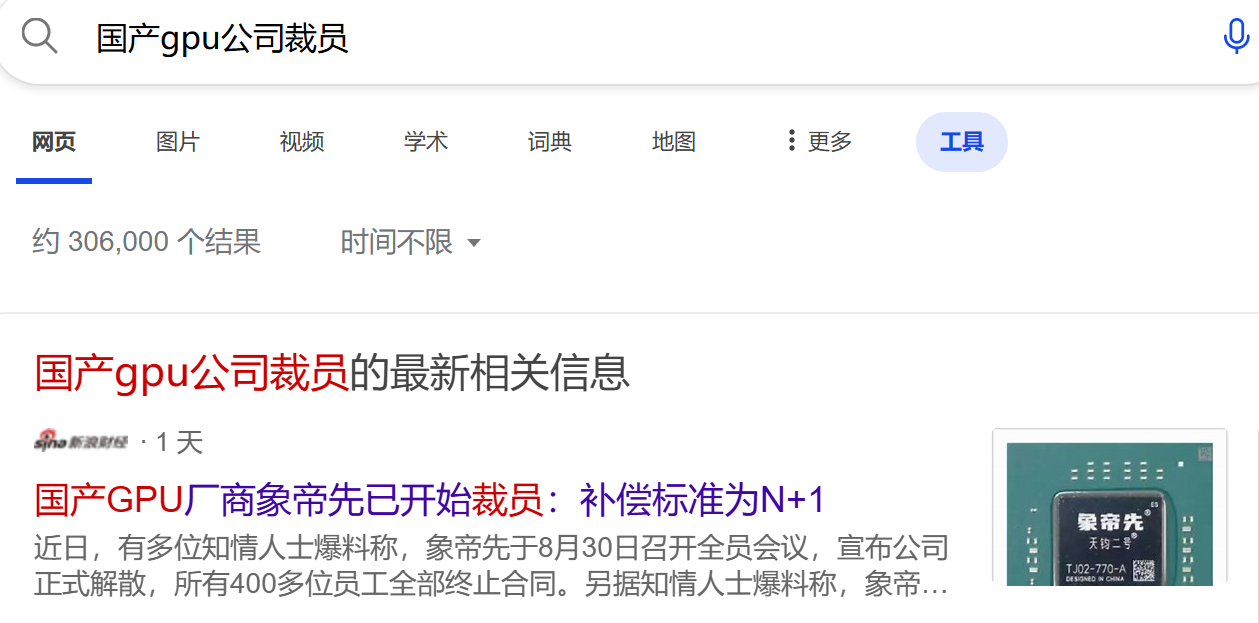 国产gpu公司裁员
网页 图片 视频 学术 词典 地图 更多 工具
约 306,000 个结果 时间不限
国产gpu公司裁员的最新相关信息
sina 新浪财经 · 1 天
国产GPU厂商象帝先已开始裁员：补偿标准为N+1
近日，有多位知情人士爆料称，象帝先于8月30日召开全员会议，宣布公司
正式解散，所有400多位员工全部终止合同。另据知情人士爆料称，象帝…
象帝先®
ES
天钧二号®
TJ02-770-A
DESIGNED IN CHINA